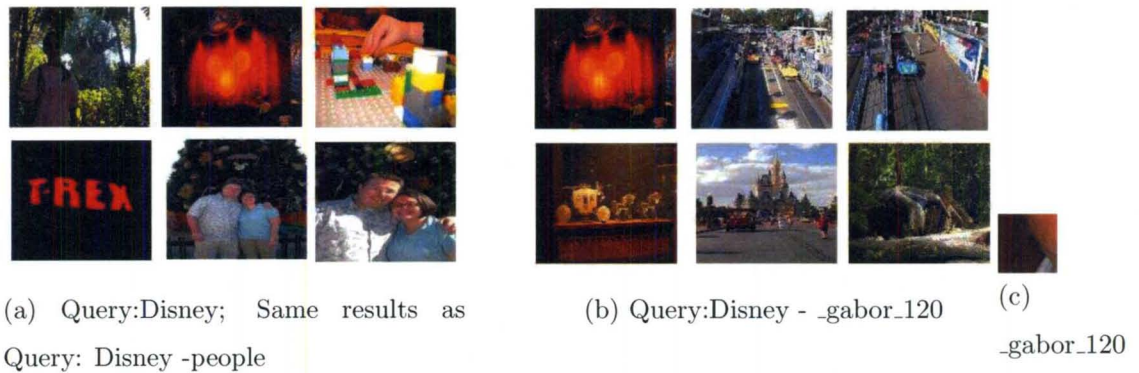 T-REX
(a) Query:Disney; Same results as
Query: Disney -people
(b) Query:Disney - _gabor_120
(c)
_gabor_120